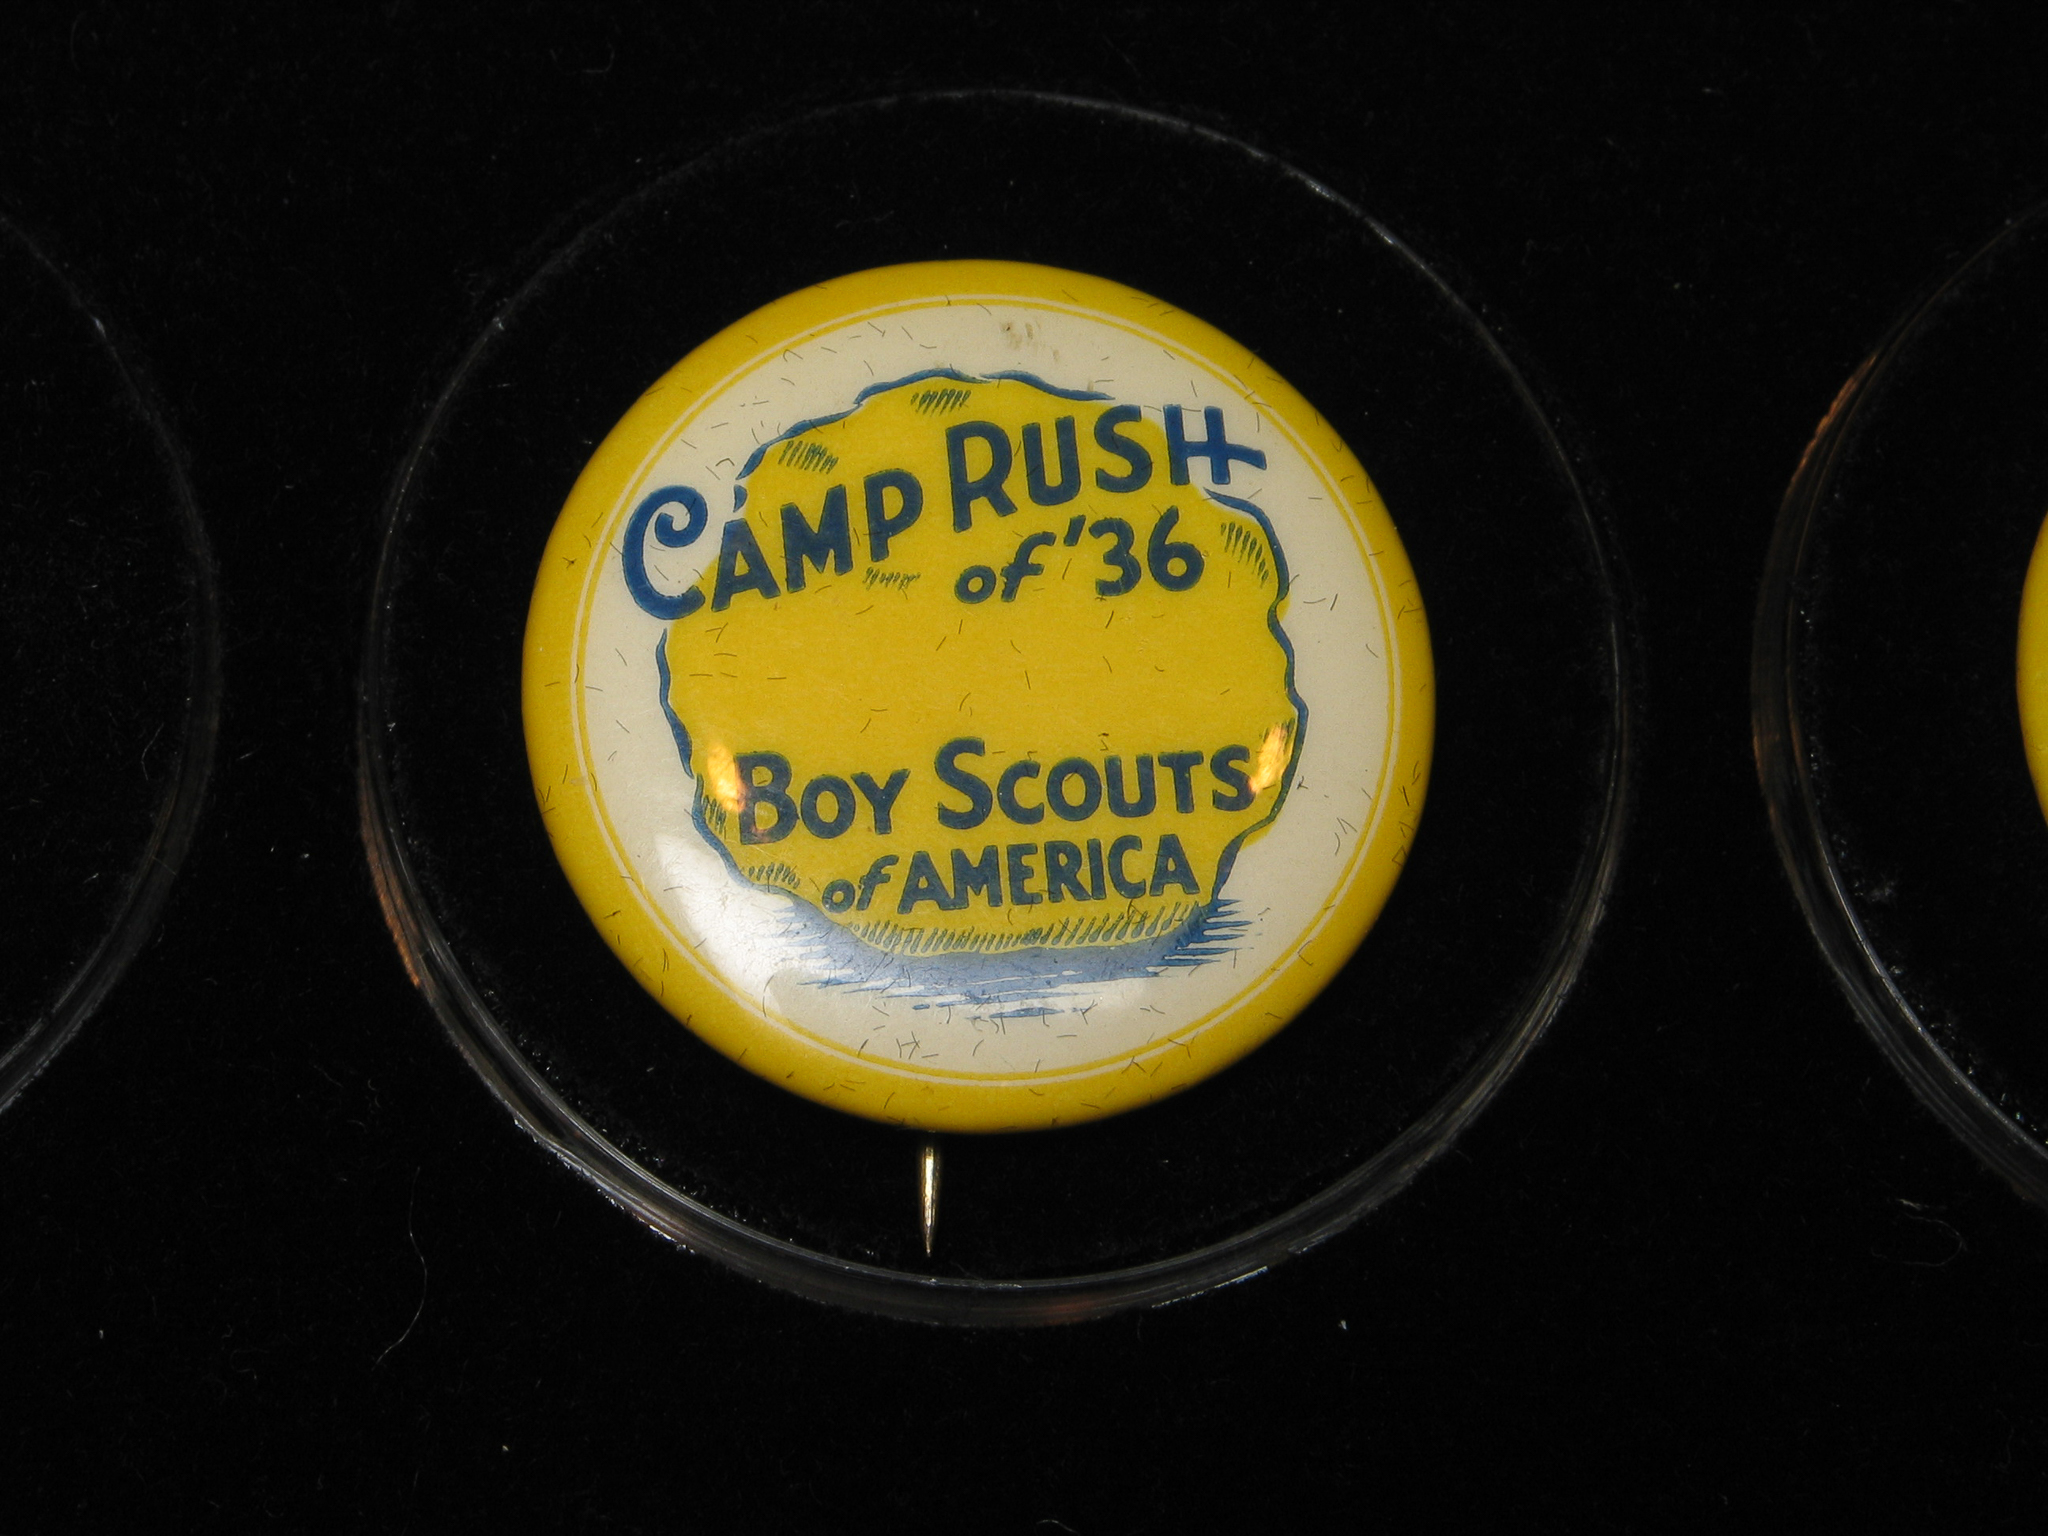 CAMP RUSH
of '36
BOY SCOUTS
of AMERICA